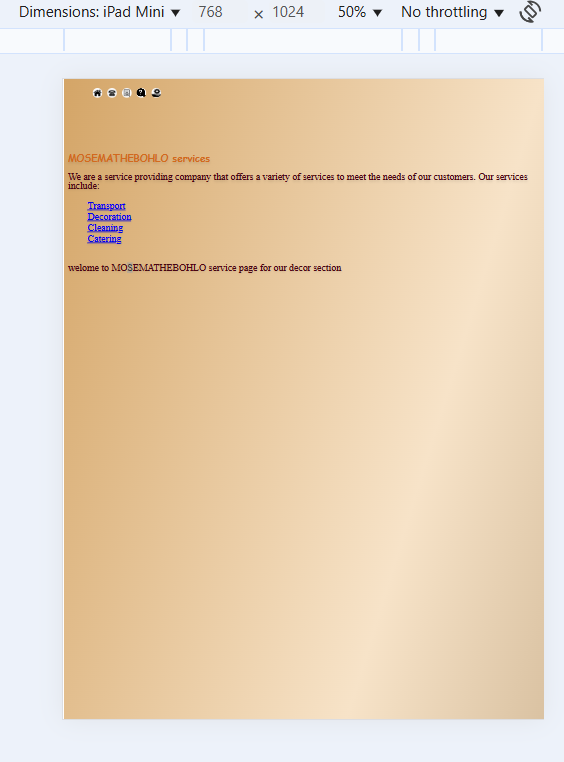 Dimensions: iPad Mini ▼ 768 × 1024 50% ▼ No throttling ▼
MOSEMATHEBOHLO services
We are a service providing company that offers a variety of services to meet the needs of our customers. Our services
include:
Transport
Decoration
Cleaning
Catering
welome to MOSEMATHEBOHLO service page for our decor section